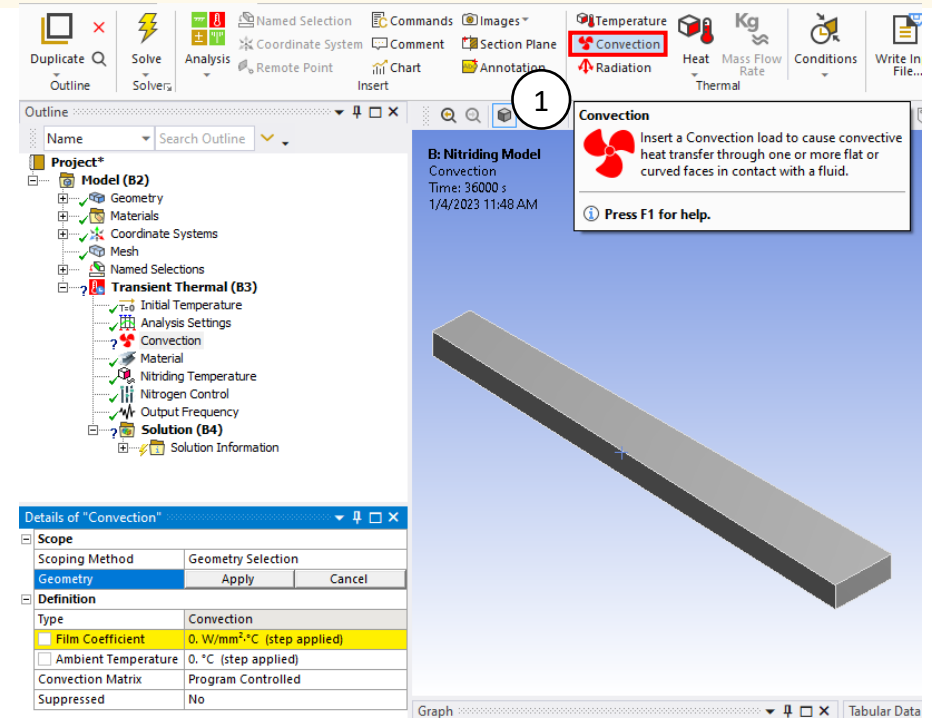 Duplicate
Outline
Solve
Solver
Analysis
Named Selection
Coordinate System
Remote Point
Commands
Comment
Chart
Images
Section Plane
Annotation
Insert
Temperature
Convection
Radiation
Heat
Kg
Mass Flow
Rate
Thermal
Conditions
Write In
File...
1
Convection
Insert a Convection load to cause convective
heat transfer through one or more flat or
curved faces in contact with a fluid.
Press F1 for help.
Outline
Name
Search Outline
Project*
Model (B2)
Geometry
Materials
Coordinate Systems
Mesh
Named Selections
Transient Thermal (B3)
T=0 Initial Temperature
Analysis Settings
? Convection
Material
Nitriding Temperature
Nitrogen Control
Output Frequency
? Solution (B4)
Solution Information
B: Nitriding Model
Convection
Time: 36000 s
1/4/2023 11:48 AM
Details of "Convection"
Scope
Scoping Method Geometry Selection
Geometry Apply Cancel
Definition
Type Convection
Film Coefficient 0. W/mm²·°C (step applied)
Ambient Temperature 0. °C (step applied)
Convection Matrix Program Controlled
Suppressed No
Graph
Tabular Data